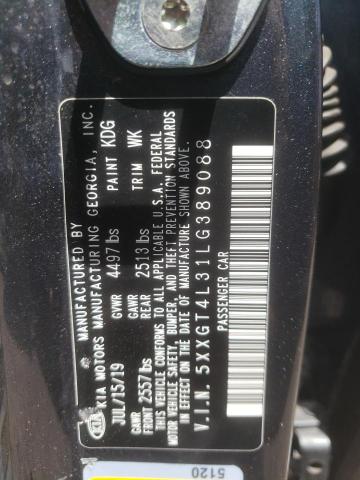 MANUFACTURED BY
KIA MOTORS MANUFACTURING GEORGIA, INC.
JUL/15/19 GVWR 4497 lbs PAINT KDG
GAWR FRONT 2557 lbs GAWR REAR 2513 lbs TRIM WK
THIS VEHICLE CONFORMS TO ALL APPLICABLE U.S.A. FEDERAL
MOTOR VEHICLE SAFETY, BUMPER, AND THEFT PREVENTION STANDARDS
IN EFFECT ON THE DATE OF MANUFACTURE SHOWN ABOVE.
V.I.N. 5XXGT4L31LG389088
PASSENGER CAR
5120